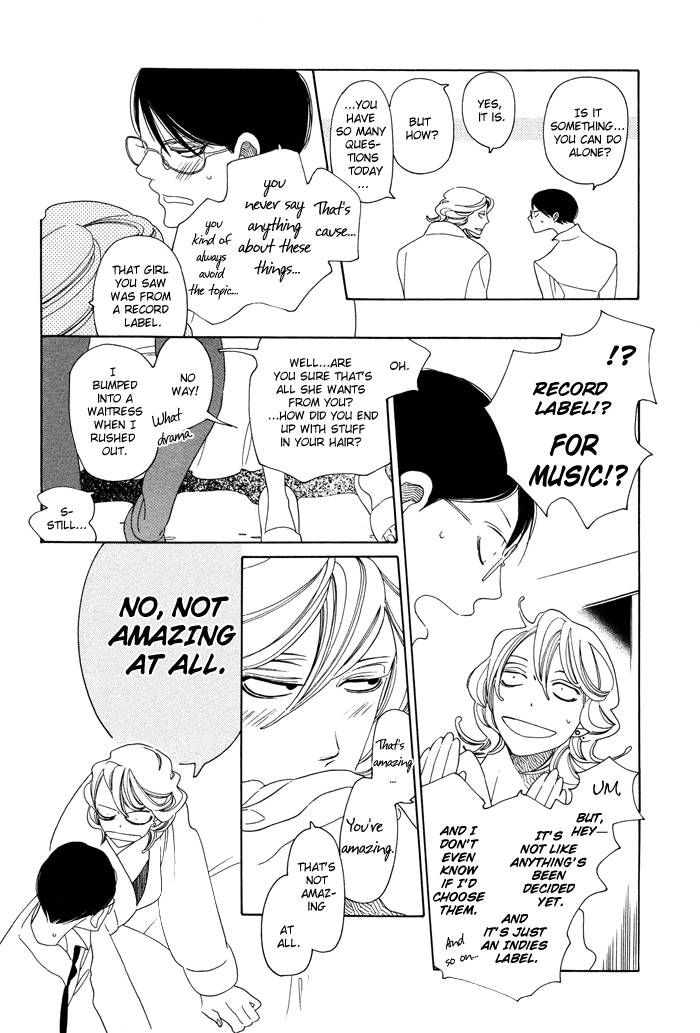 IS IT
SOMETHING...
YOU CAN DO
ALONE?
YES,
IT IS.
BUT
HOW?
...YOU
HAVE
SO MANY
QUES-
TIONS
TODAY
...
That's
cause...
you
never say
anything
about these
things...
you
kind of
always
avoid
the topic...
THAT GIRL
YOU SAW
WAS FROM
A RECORD
LABEL.
!?
RECORD
LABEL!?
FOR
MUSIC!?
OH.
WELL...ARE
YOU SURE THAT'S
ALL SHE WANTS
FROM YOU?
...HOW DID YOU END
UP WITH STUFF
IN YOUR HAIR?
NO
WAY!
What
drama
I
BUMPED
INTO A
WAITRESS
WHEN I
RUSHED
OUT.
S-
STILL...
UM,
BUT,
HEY—
IT'S
NOT LIKE
ANYTHING'S
BEEN
DECIDED
YET.
AND
IT'S JUST
AN INDIES
LABEL.
AND I
DON'T
EVEN
KNOW
IF I'D
CHOOSE
THEM.
And
so on...
That's
amazing
...
You're
amazing.
THAT'S
NOT
AMAZ-
ING
AT
ALL.
NO, NOT
AMAZING
AT ALL.